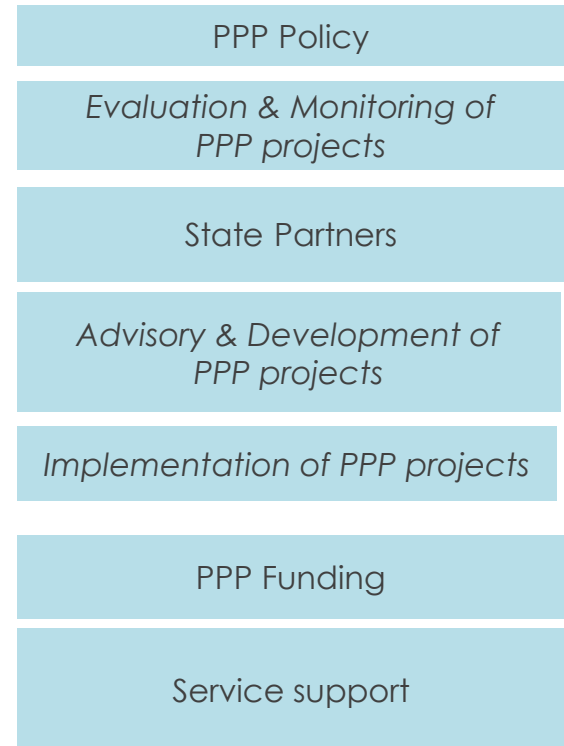 PPP Policy
Evaluation & Monitoring of
PPP projects
State Partners
Advisory & Development of
PPP projects
Implementation of PPP projects
PPP Funding
Service support